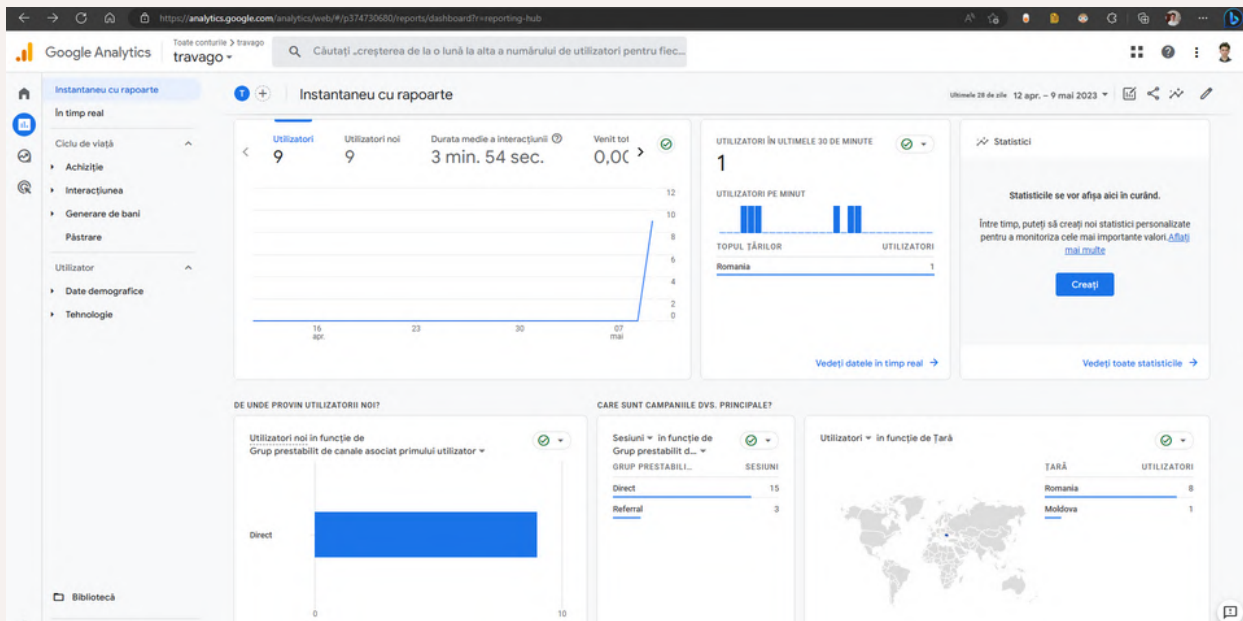 https://analytics.google.com/analytics/web/#/p374730680/reports/dashboard?r=reporting-hub
Google Analytics
Toate conturile > travago
travago
Căutați „creșterea de la o lună la alta a numărului de utilizatori pentru fiec...
Instantaneu cu rapoarte
În timp real
Ciclu de viață
Achiziție
Interacțiunea
Generare de bani
Păstrare
Utilizator
Date demografice
Tehnologie
Bibliotecă
T
Instantaneu cu rapoarte
Ultimele 28 de zile 12 apr. – 9 mai 2023
Utilizatori
9
Utilizatori noi
9
Durata medie a interacțiunii
3 min. 54 sec.
Venit tot
0,00
12
10
8
6
4
2
0
16
apr.
23
30
07
mai
UTILIZATORI ÎN ULTIMELE 30 DE MINUTE
1
UTILIZATORI PE MINUT
TOPUL ȚĂRILOR UTILIZATORI
Romania 1
Vedeți datele în timp real
Statistici
Statisticile se vor afișa aici în curând.
Între timp, puteți să creați noi statistici personalizate
pentru a monitoriza cele mai importante valori.Aflați
mai multe
Creați
Vedeți toate statisticile
DE UNDE PROVIN UTILIZATORII NOI?
Utilizatori noi în funcție de
Grup prestabilit de canale asociat primului utilizator
Direct
0
10
CARE SUNT CAMPANIILE DVS. PRINCIPALE?
Sesiuni în funcție de
Grup prestabilit d...
GRUP PRESTABILI... SESIUNI
Direct 15
Referral 3
Utilizatori în funcție de Țară
ȚARĂ UTILIZATORI
Romania 8
Moldova 1